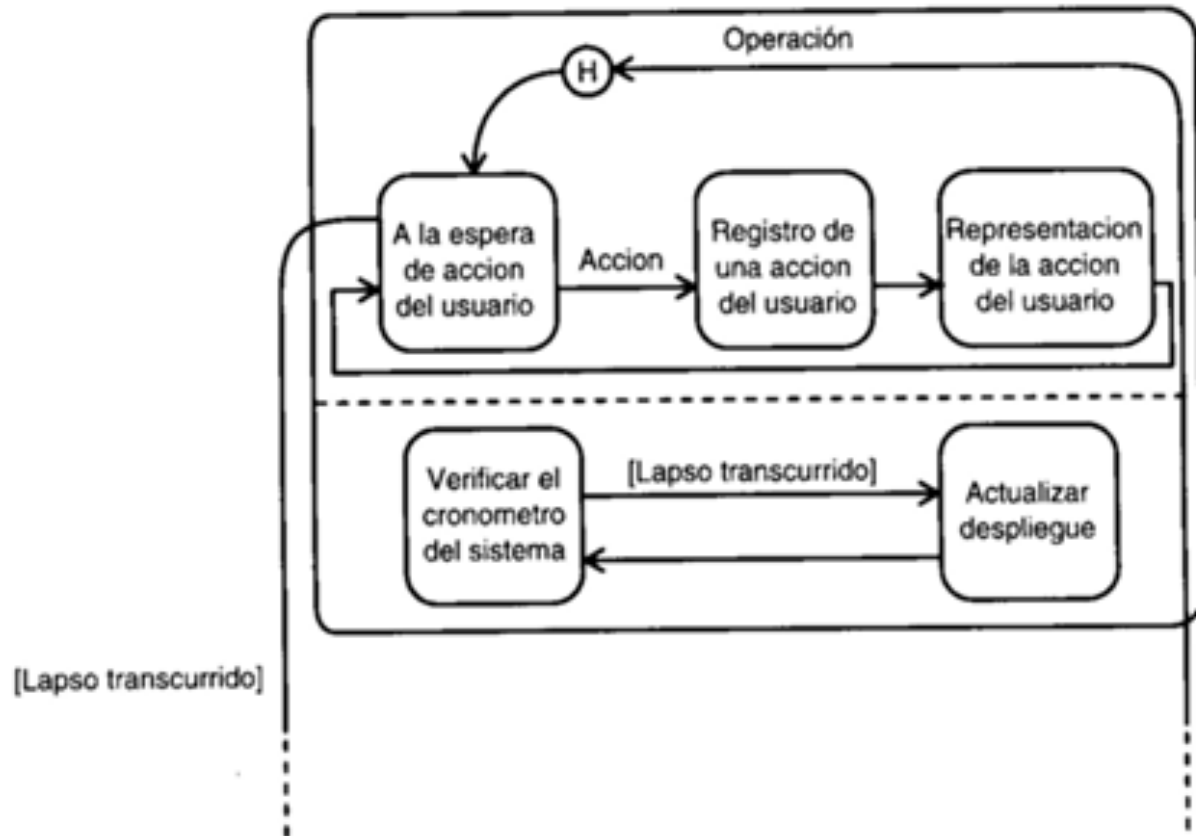 Operación
H
A la espera
de accion
del usuario
Accion
Registro de
una accion
del usuario
Representacion
de la accion
del usuario
Verificar el
cronometro
del sistema
[Lapso transcurrido]
Actualizar
despliegue
[Lapso transcurrido]